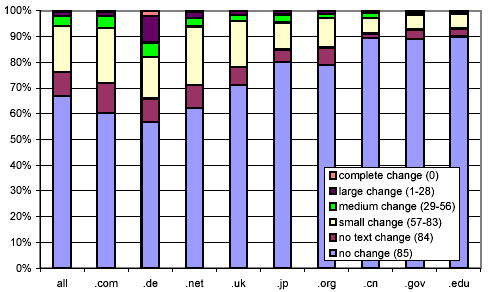 100%
90%
80%
70%
60%
50%
40%
30%
20%
10%
0%
complete change (0)
large change (1-28)
medium change (29-56)
small change (57-83)
no text change (84)
no change (85)
all .com .de .net .uk .jp .org .cn .gov .edu